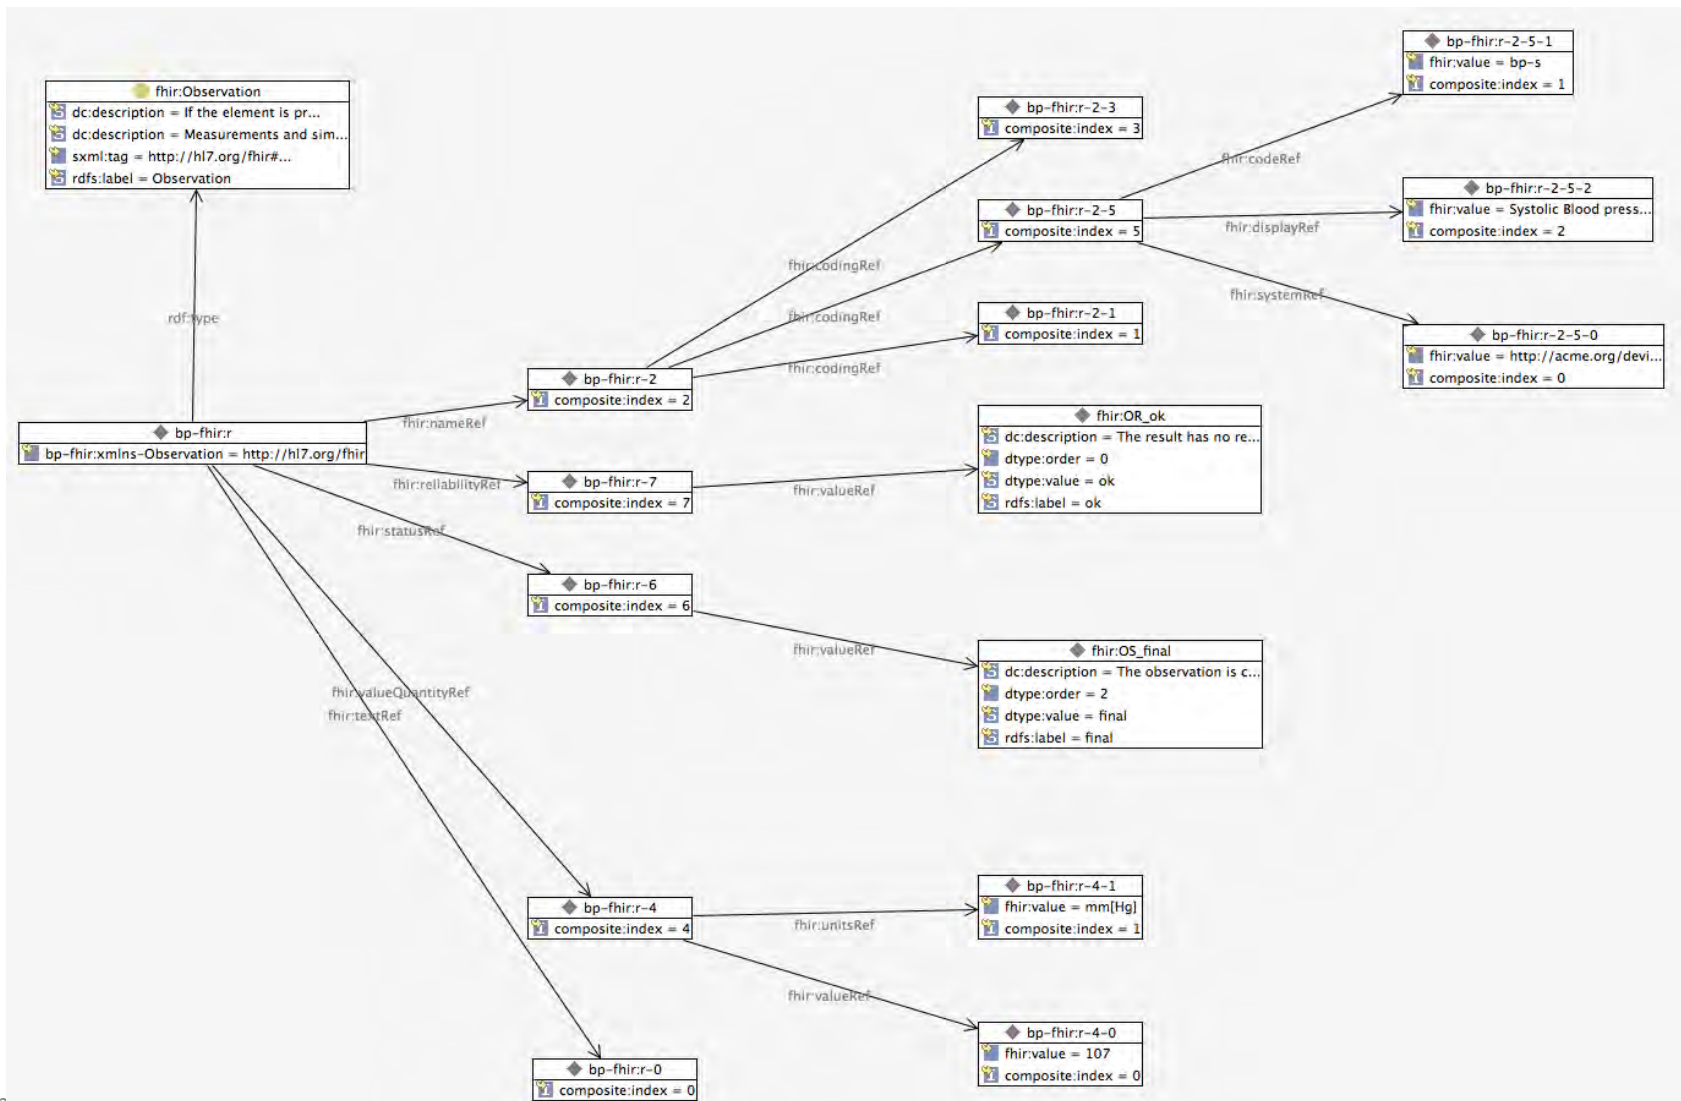 fhir:Observation
dc:description = If the element is pr...
dc:description = Measurements and sim...
sxml:tag = http://hl7.org/fhir#...
rdfs:label = Observation
rdf:type
bp-fhir:r
bp-fhir:xmlns-Observation = http://hl7.org/fhir
fhir:nameRef
fhir:reliabilityRef
fhir:statusRef
fhir:valueQuantityRef
fhir:textRef
bp-fhir:r-2
composite:index = 2
bp-fhir:r-7
composite:index = 7
bp-fhir:r-6
composite:index = 6
bp-fhir:r-4
composite:index = 4
bp-fhir:r-0
composite:index = 0
fhir:codingRef
fhir:codingRef
fhir:codingRef
fhir:valueRef
fhir:valueRef
fhir:unitsRef
fhir:valueRef
bp-fhir:r-2-3
composite:index = 3
bp-fhir:r-2-5
composite:index = 5
bp-fhir:r-2-1
composite:index = 1
fhir:OR_ok
dc:description = The result has no re...
dtype:order = 0
dtype:value = ok
rdfs:label = ok
fhir:OS_final
dc:description = The observation is c...
dtype:order = 2
dtype:value = final
rdfs:label = final
bp-fhir:r-4-1
fhir:value = mm[Hg]
composite:index = 1
bp-fhir:r-4-0
fhir:value = 107
composite:index = 0
fhir:codeRef
fhir:displayRef
fhir:systemRef
bp-fhir:r-2-5-1
fhir:value = bp-s
composite:index = 1
bp-fhir:r-2-5-2
fhir:value = Systolic Blood press...
composite:index = 2
bp-fhir:r-2-5-0
fhir:value = http://acme.org/devi...
composite:index = 0